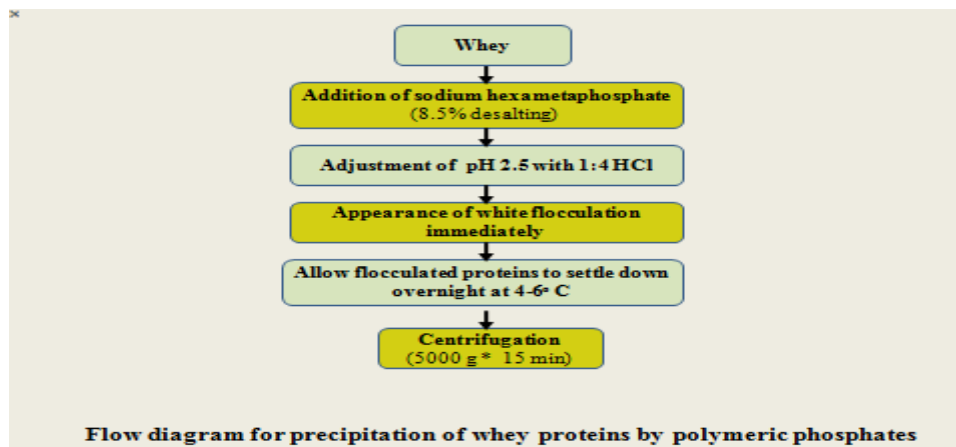 Whey
Addition of sodium hexametaphosphate
(8.5% desalting)
Adjustment of pH 2.5 with 1:4 HCl
Appearance of white flocculation
immediately
Allow flocculated proteins to settle down
overnight at 4-6° C
Centrifugation
(5000 g * 15 min)
Flow diagram for precipitation of whey proteins by polymeric phosphates